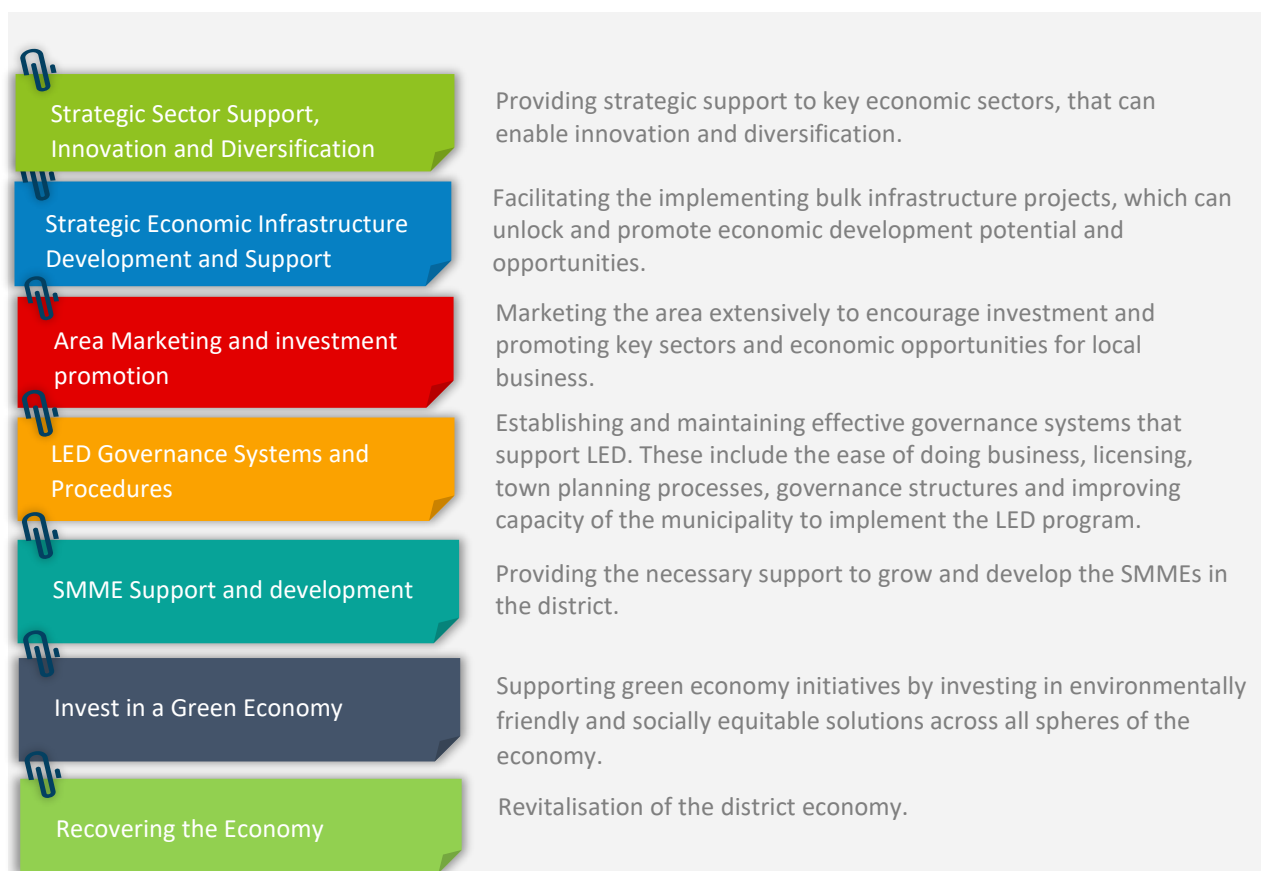 Strategic Sector Support,
Innovation and Diversification
Providing strategic support to key economic sectors, that can
enable innovation and diversification.
Strategic Economic Infrastructure
Development and Support
Facilitating the implementing bulk infrastructure projects, which can
unlock and promote economic development potential and
opportunities.
Area Marketing and investment
promotion
Marketing the area extensively to encourage investment and
promoting key sectors and economic opportunities for local
business.
LED Governance Systems and
Procedures
Establishing and maintaining effective governance systems that
support LED. These include the ease of doing business, licensing,
town planning processes, governance structures and improving
capacity of the municipality to implement the LED program.
SMME Support and development
Providing the necessary support to grow and develop the SMMEs in
the district.
Invest in a Green Economy
Supporting green economy initiatives by investing in environmentally
friendly and socially equitable solutions across all spheres of the
economy.
Recovering the Economy
Revitalisation of the district economy.